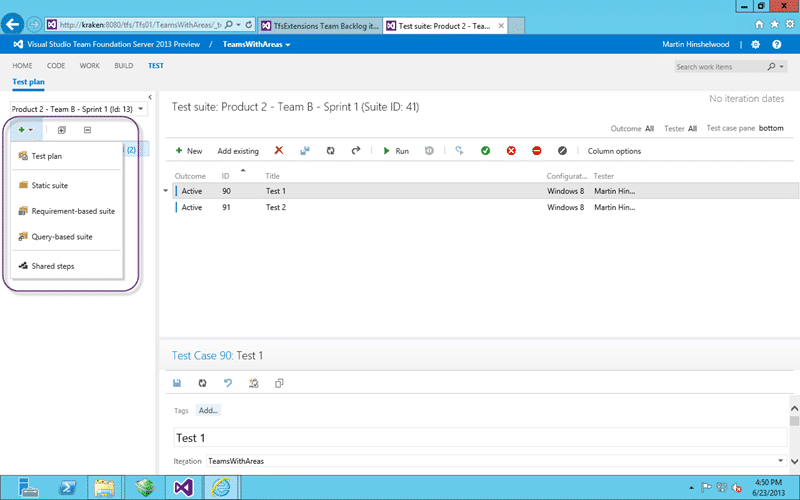 http://kraken:8080/tfs/Tfs01/TeamsWithAreas/_te
TfsExtensions Team Backlog it...
Test suite: Product 2 - Tea...
Visual Studio Team Foundation Server 2013 Preview / TeamsWithAreas
Martin Hinshelwood
HOME CODE WORK BUILD TEST
Search work items
Test plan
Product 2 - Team B - Sprint 1 (Id: 13)
Test suite: Product 2 - Team B - Sprint 1 (Suite ID: 41)
No iteration dates
Outcome All Tester All Test case pane bottom
(2)
Test plan
Static suite
Requirement-based suite
Query-based suite
Shared steps
New Add existing Run Column options
Outcome ID Title Configurat... Tester
Active 90 Test 1 Windows 8 Martin Hin...
Active 91 Test 2 Windows 8 Martin Hin...
Test Case 90: Test 1
Tags Add...
Test 1
Iteration TeamsWithAreas
4:50 PM
6/23/2013